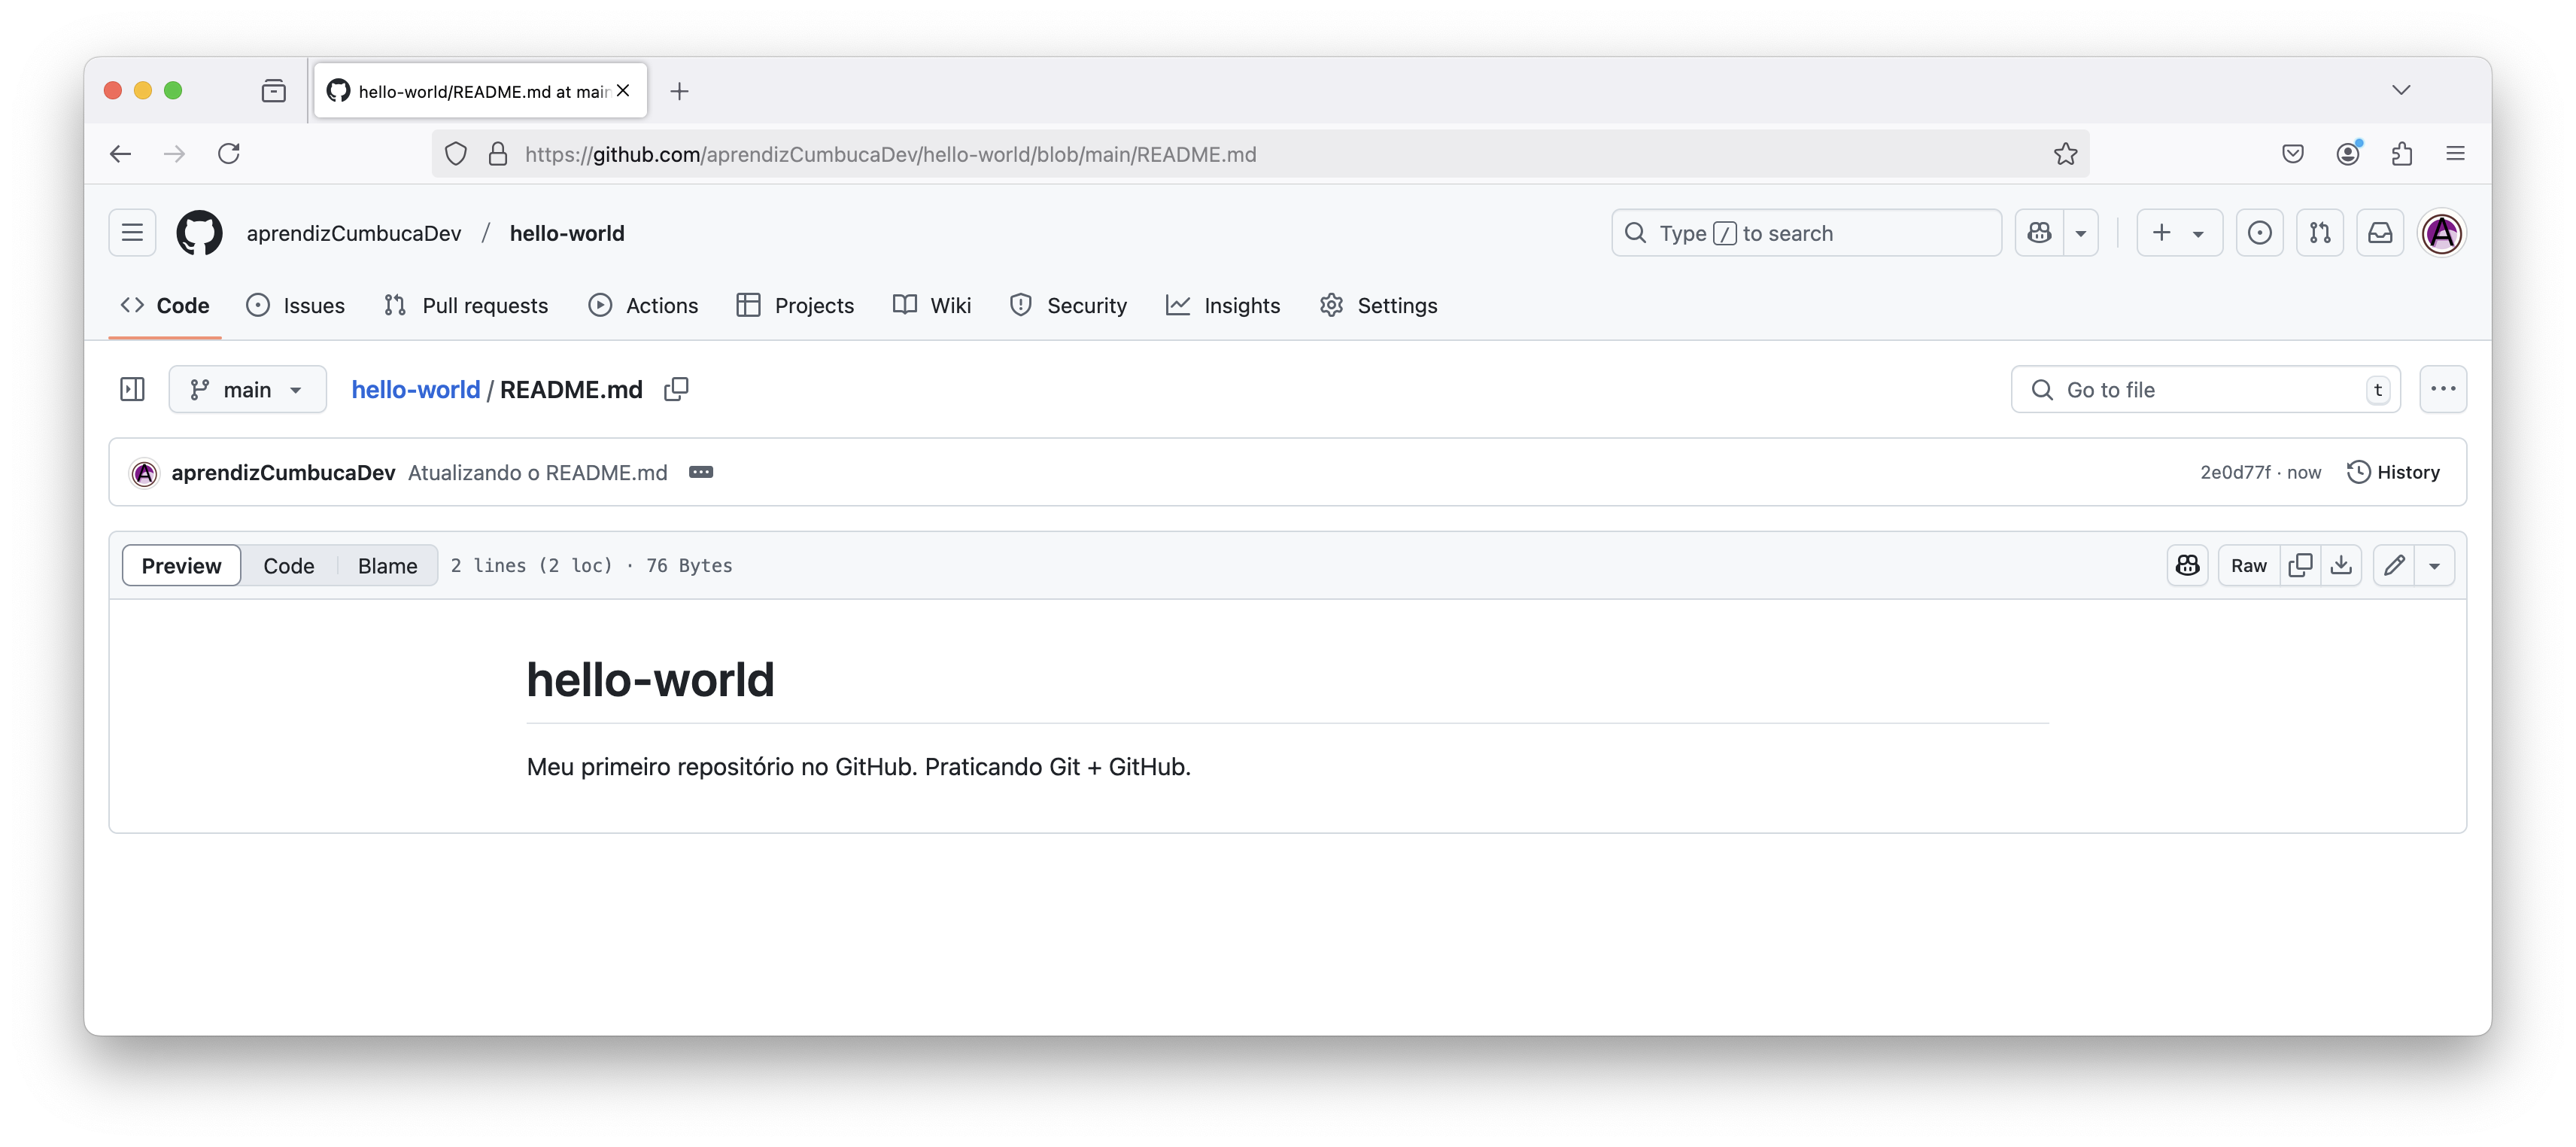 hello-world/README.md at main
https://github.com/aprendizCumbucaDev/hello-world/blob/main/README.md
aprendizCumbucaDev / hello-world
Type / to search
Code Issues Pull requests Actions Projects Wiki Security Insights Settings
main hello-world / README.md
Go to file t
aprendizCumbucaDev Atualizando o README.md 2e0d77f · now History
Preview Code Blame 2 lines (2 loc) · 76 Bytes Raw
hello-world
Meu primeiro repositório no GitHub. Praticando Git + GitHub.